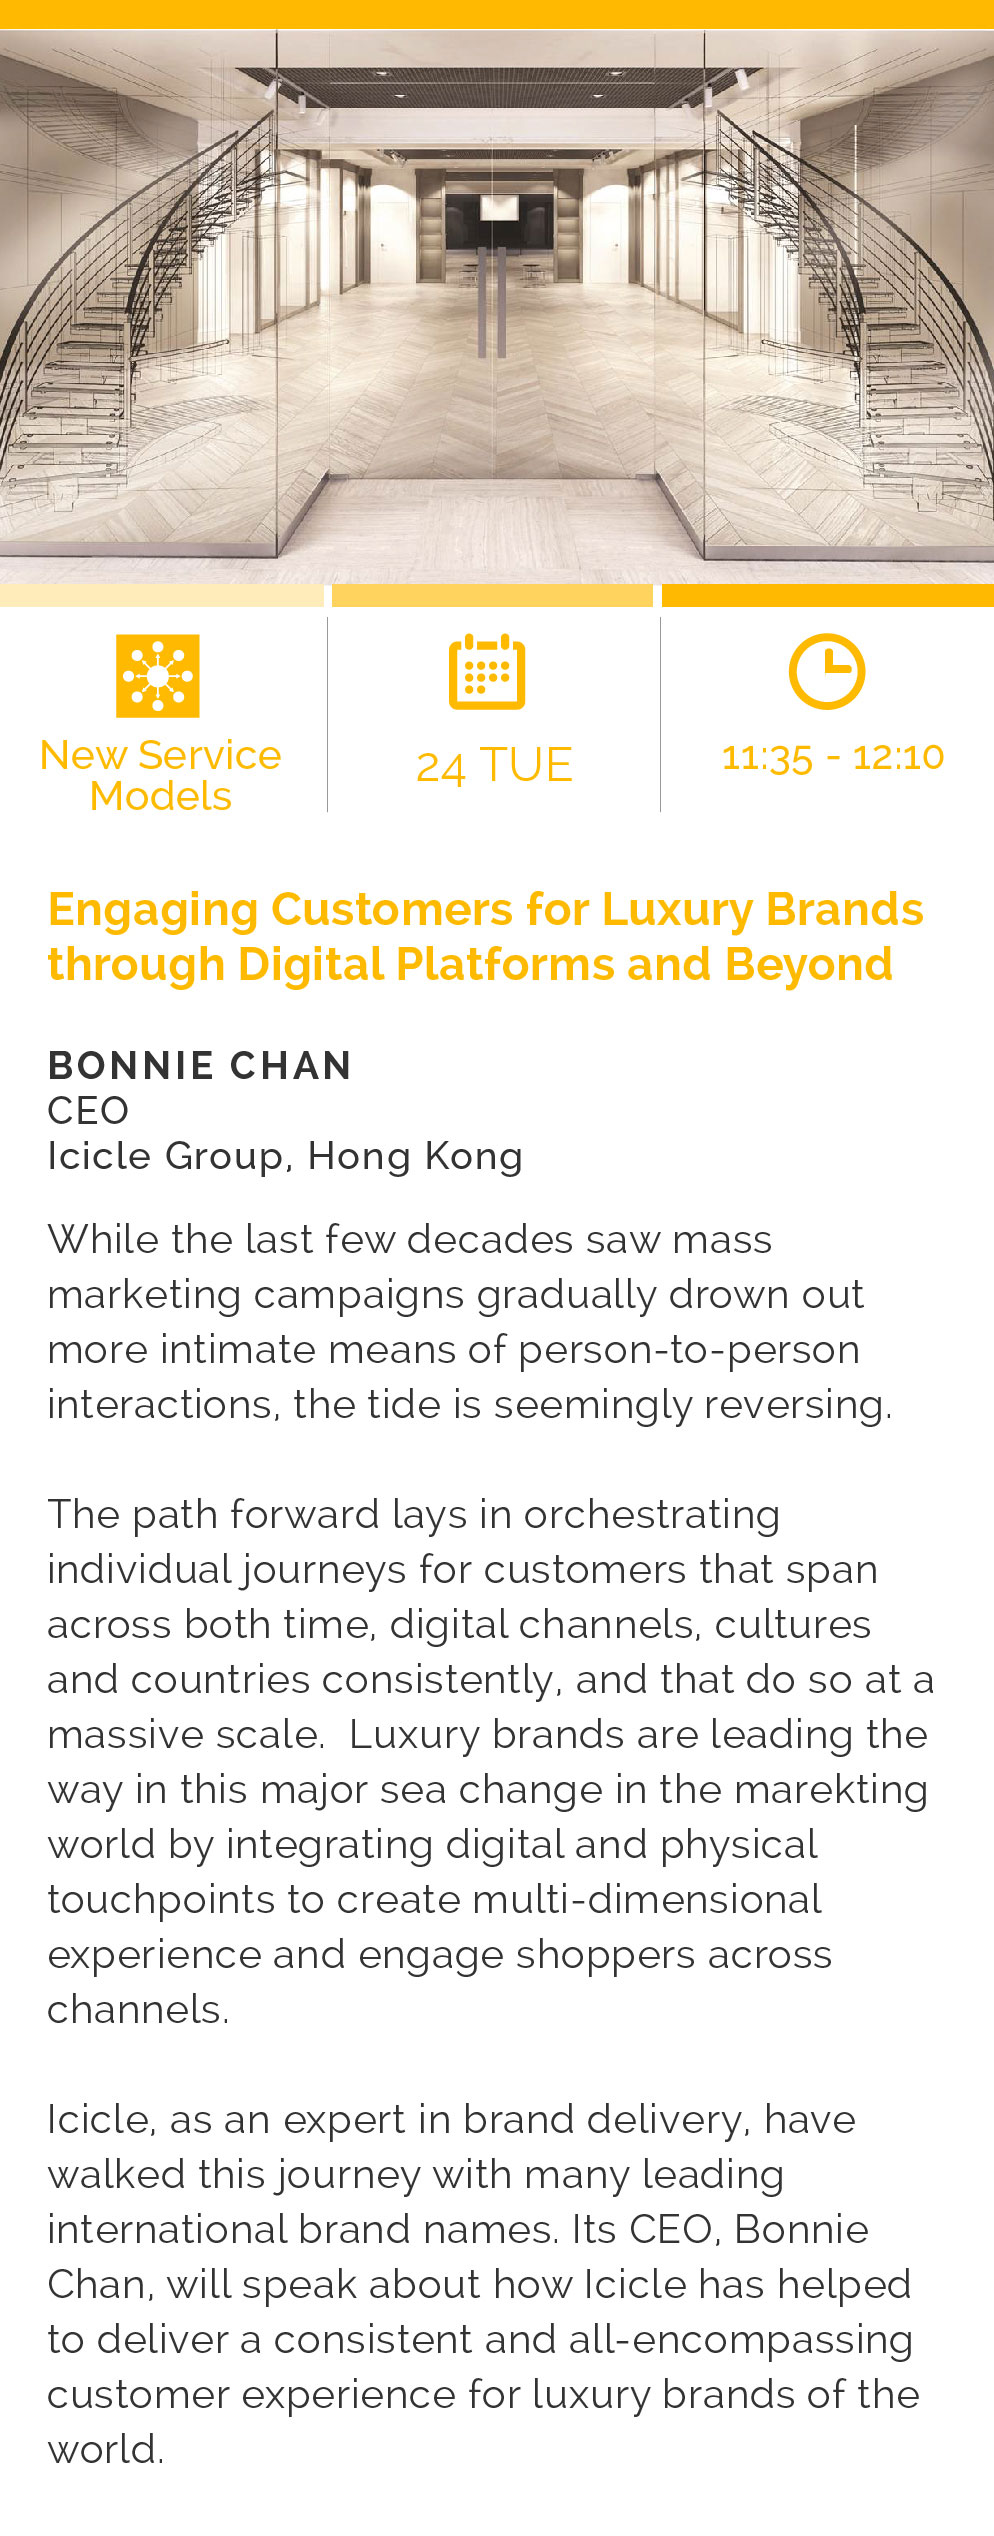 New Service
Models
24 TUE
11:35 - 12:10
Engaging Customers for Luxury Brands
through Digital Platforms and Beyond
BONNIE CHAN
CEO
Icicle Group, Hong Kong
While the last few decades saw mass
marketing campaigns gradually drown out
more intimate means of person-to-person
interactions, the tide is seemingly reversing.
The path forward lays in orchestrating
individual journeys for customers that span
across both time, digital channels, cultures
and countries consistently, and that do so at a
massive scale.  Luxury brands are leading the
way in this major sea change in the marekting
world by integrating digital and physical
touchpoints to create multi-dimensional
experience and engage shoppers across
channels.
Icicle, as an expert in brand delivery, have
walked this journey with many leading
international brand names. Its CEO, Bonnie
Chan, will speak about how Icicle has helped
to deliver a consistent and all-encompassing
customer experience for luxury brands of the
world.